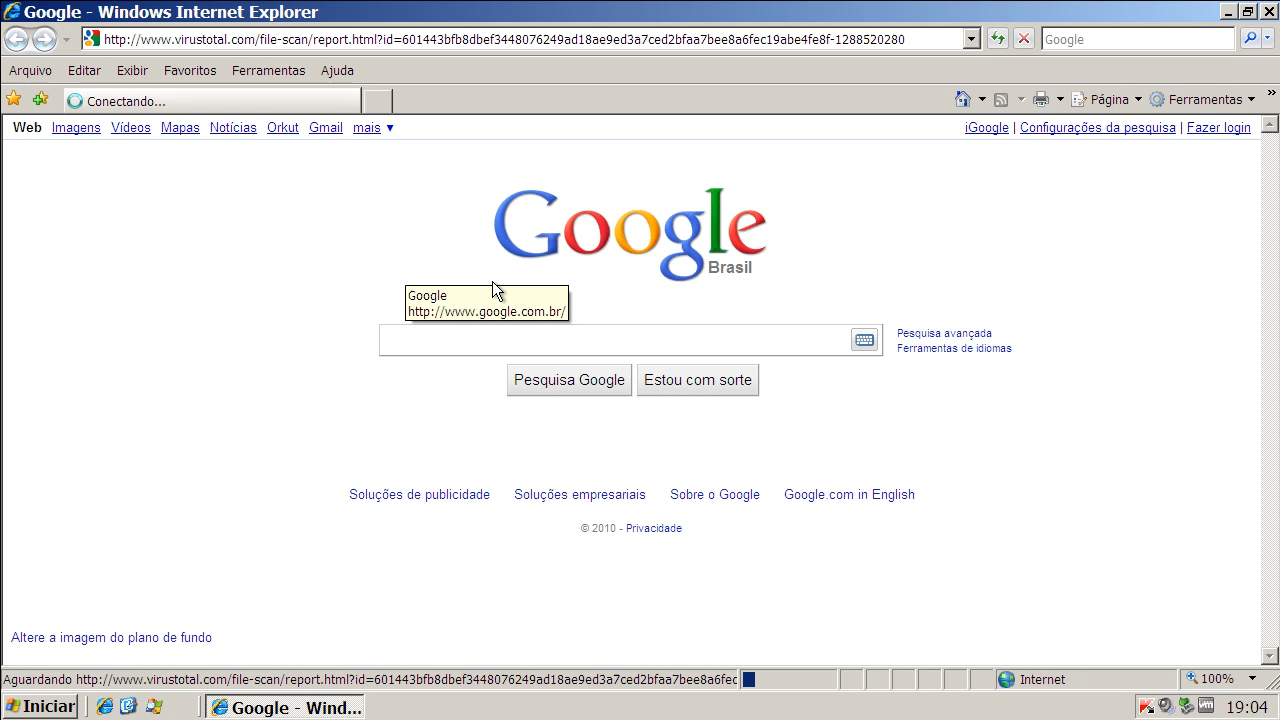 Google - Windows Internet Explorer
http://www.virustotal.com/file-scan/report.html?id=601443bfb8dbef3448076249ad18ae9ed3a7ced2bfaa7bee8a6fec19abe4fe8f-1288520280
Google
Arquivo Editar Exibir Favoritos Ferramentas Ajuda
Conectando...
Página Ferramentas
Web Imagens Vídeos Mapas Notícias Orkut Gmail mais ▼
iGoogle | Configurações da pesquisa | Fazer login
Google
Brasil
Google
http://www.google.com.br/
Pesquisa avançada
Ferramentas de idiomas
Pesquisa Google Estou com sorte
Soluções de publicidade Soluções empresariais Sobre o Google Google.com in English
© 2010 - Privacidade
Altere a imagem do plano de fundo
Aguardando http://www.virustotal.com/file-scan/report.html?id=601443bfb8dbef3448076249ad18ae9ed3a7ced2bfaa7bee8a6fec
Internet
100%
Iniciar
Google - Wind...
19:04